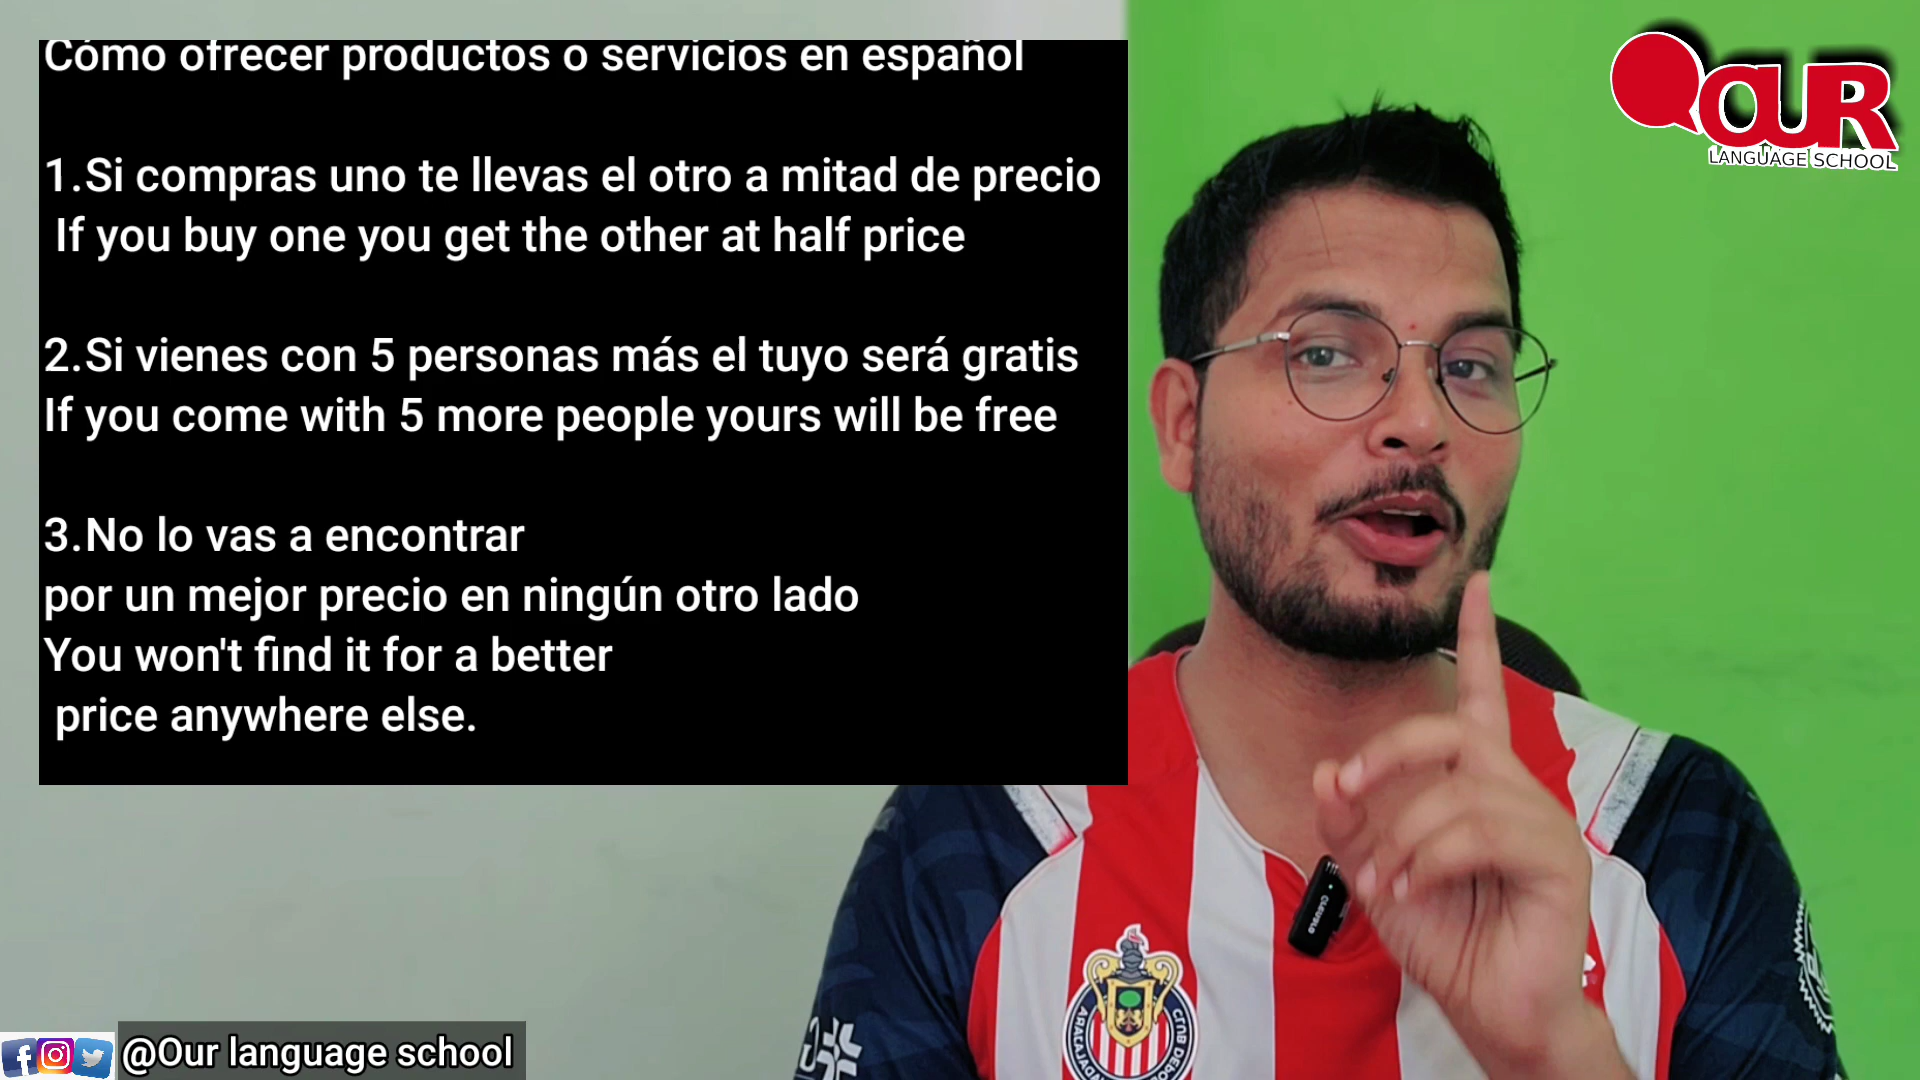 Cómo ofrecer productos o servicios en español
1.Si compras uno te llevas el otro a mitad de precio
If you buy one you get the other at half price
2.Si vienes con 5 personas más el tuyo será gratis
If you come with 5 more people yours will be free
3.No lo vas a encontrar
por un mejor precio en ningún otro lado
You won't find it for a better
price anywhere else.
OUR
LANGUAGE SCHOOL
@Our language school